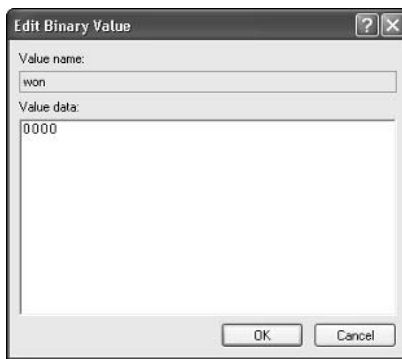 Edit Binary Value
Value name:
won
Value data:
0000
OK Cancel